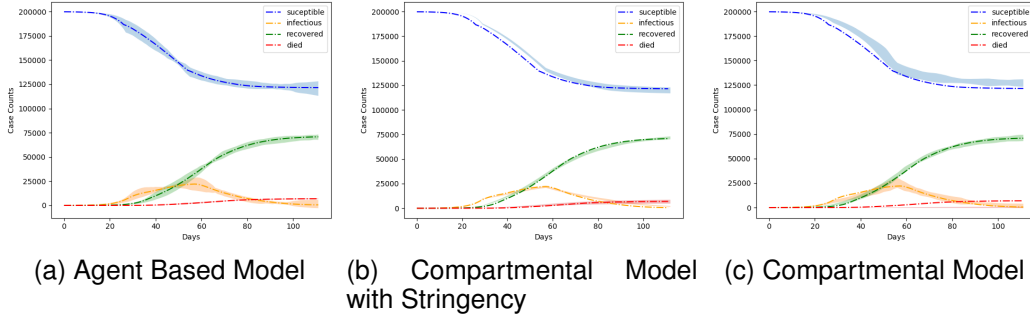 200000
175000
150000
125000
100000
75000
50000
25000
0
Case Counts
0 20 40 60 80 100
Days
suceptible
infectious
recovered
died
(a) Agent Based Model
200000
175000
150000
125000
100000
75000
50000
25000
0
Case Counts
0 20 40 60 80 100
Days
suceptible
infectious
recovered
died
(b) Compartmental Model
with Stringency
200000
175000
150000
125000
100000
75000
50000
25000
0
Case Counts
0 20 40 60 80 100
Days
suceptible
infectious
recovered
died
(c) Compartmental Model